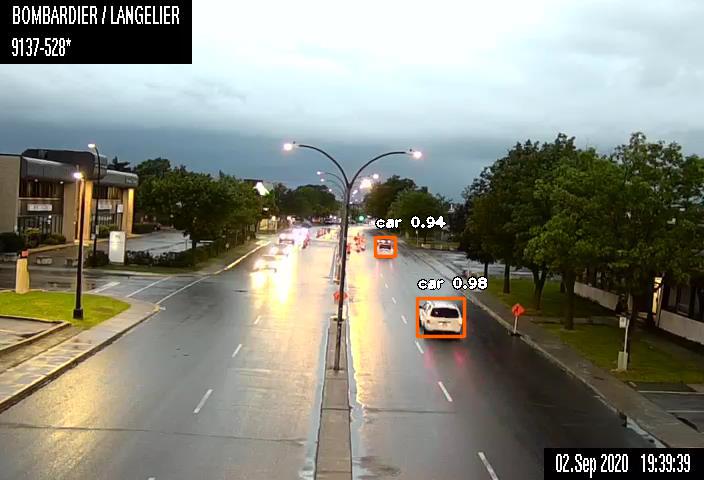 BOMBARDIER / LANGELIER
9137-528*
car 0.94
car 0.98
02.Sep 2020 19:39:39